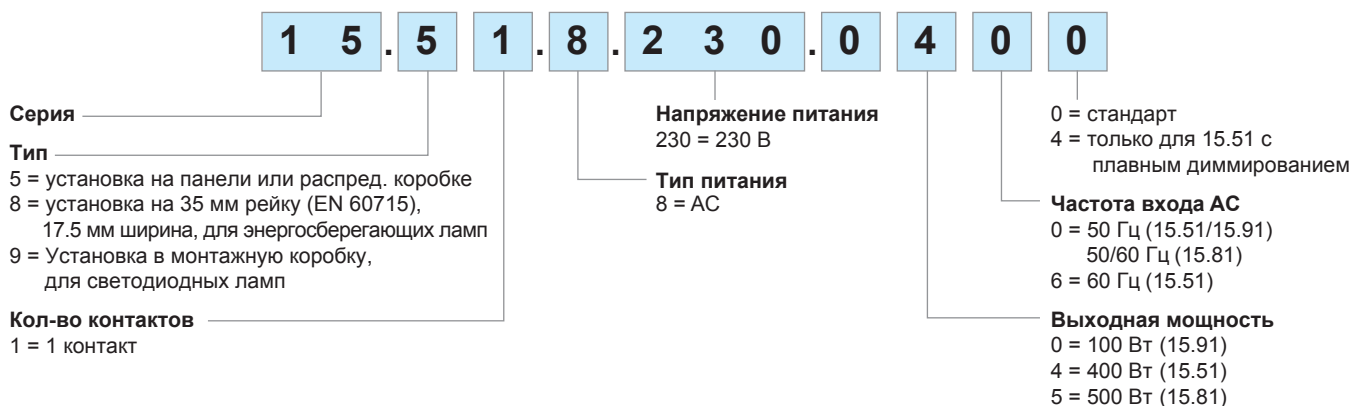 1 5 . 5 1 . 8 . 2 3 0 . 0 4 0 0
Серия
Тип
5 = установка на панели или распред. коробке
8 = установка на 35 мм рейку (EN 60715),
17.5 мм ширина, для энергосберегающих ламп
9 = Установка в монтажную коробку,
для светодиодных ламп
Кол-во контактов
1 = 1 контакт
Напряжение питания
230 = 230 В
Тип питания
8 = AC
0 = стандарт
4 = только для 15.51 с
плавным диммированием
Частота входа AC
0 = 50 Гц (15.51/15.91)
50/60 Гц (15.81)
6 = 60 Гц (15.51)
Выходная мощность
0 = 100 Вт (15.91)
4 = 400 Вт (15.51)
5 = 500 Вт (15.81)